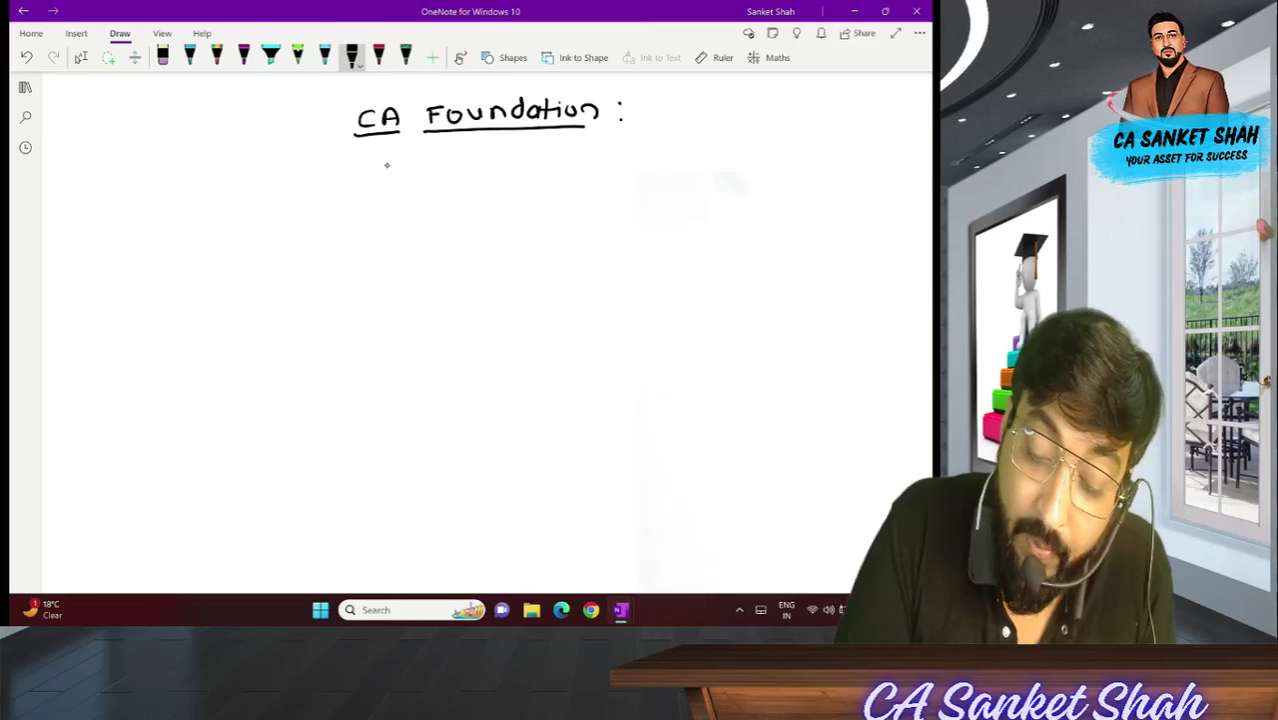 OneNote for Windows 10
Sanket Shah
Home Insert Draw View Help
Share
Shapes Ink to Shape Ink to Text Ruler Maths
CA Foundation :
CA SANKET SHAH
YOUR ASSET FOR SUCCESS
1
18°C
Clear
Search
ENG
IN
CA Sanket Shah